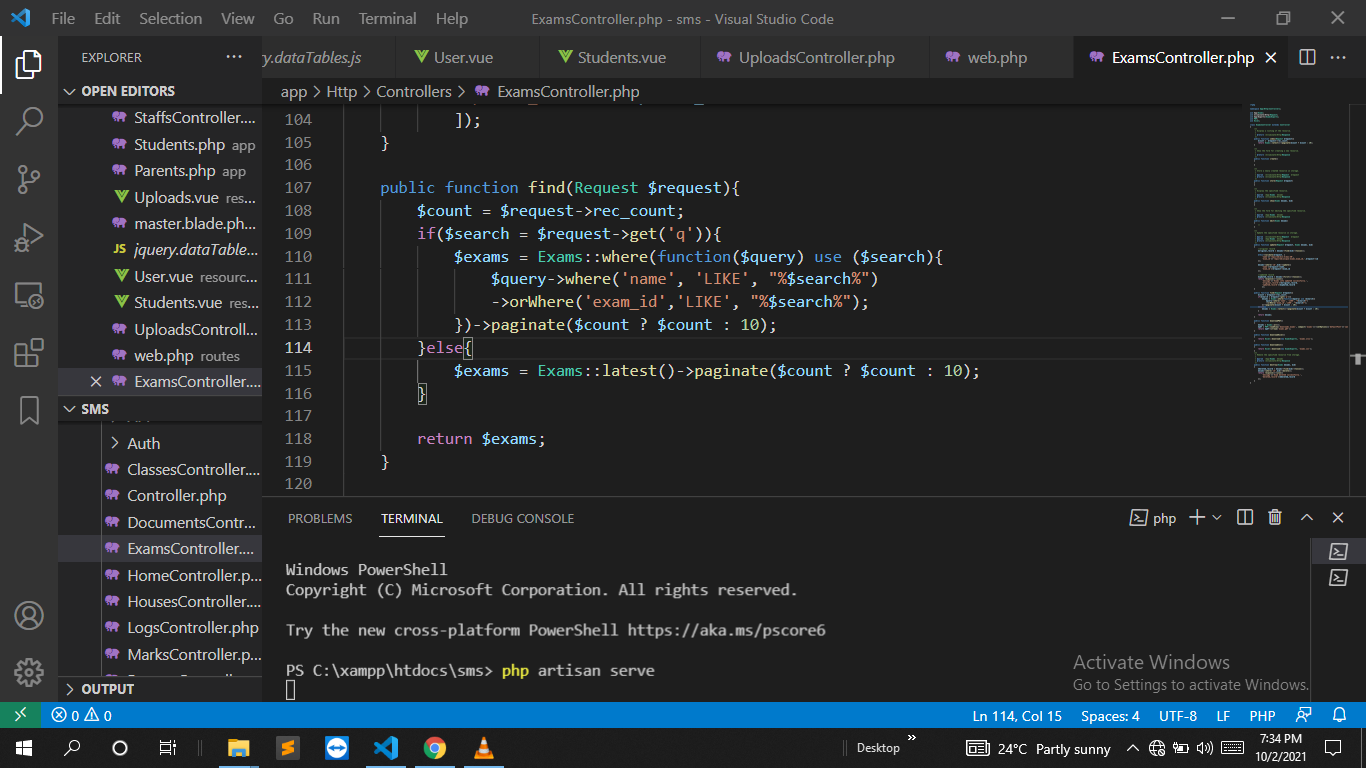 File Edit Selection View Go Run Terminal Help ExamsController.php - sms - Visual Studio Code
EXPLORER ···
OPEN EDITORS
StaffsController....
Students.php app
Parents.php app
Uploads.vue res...
master.blade.ph...
JS jquery.dataTable...
User.vue resourc...
Students.vue res...
UploadsControll...
web.php routes
ExamsController....
SMS
Auth
ClassesController....
Controller.php
DocumentsContr...
ExamsController....
HomeController.p...
HousesController....
LogsController.php
MarksController.p...
OUTPUT
ry.dataTables.js User.vue Students.vue UploadsController.php web.php ExamsController.php
app > Http > Controllers > ExamsController.php
104 ]);
105 }
106
107 public function find(Request $request){
108 $count = $request->rec_count;
109 if($search = $request->get('q')){
110 $exams = Exams::where(function($query) use ($search){
111 $query->where('name', 'LIKE', "%$search%")
112 ->orWhere('exam_id','LIKE', "%$search%");
113 })->paginate($count ? $count : 10);
114 }else{
115 $exams = Exams::latest()->paginate($count ? $count : 10);
116 }
117
118 return $exams;
119 }
120
PROBLEMS TERMINAL DEBUG CONSOLE
php
Windows PowerShell
Copyright (C) Microsoft Corporation. All rights reserved.
Try the new cross-platform PowerShell https://aka.ms/pscore6
PS C:\xampp\htdocs\sms> php artisan serve
Activate Windows
Go to Settings to activate Windows.
0 0 Ln 114, Col 15 Spaces: 4 UTF-8 LF PHP
Desktop » 24°C Partly sunny 7:34 PM
10/2/2021